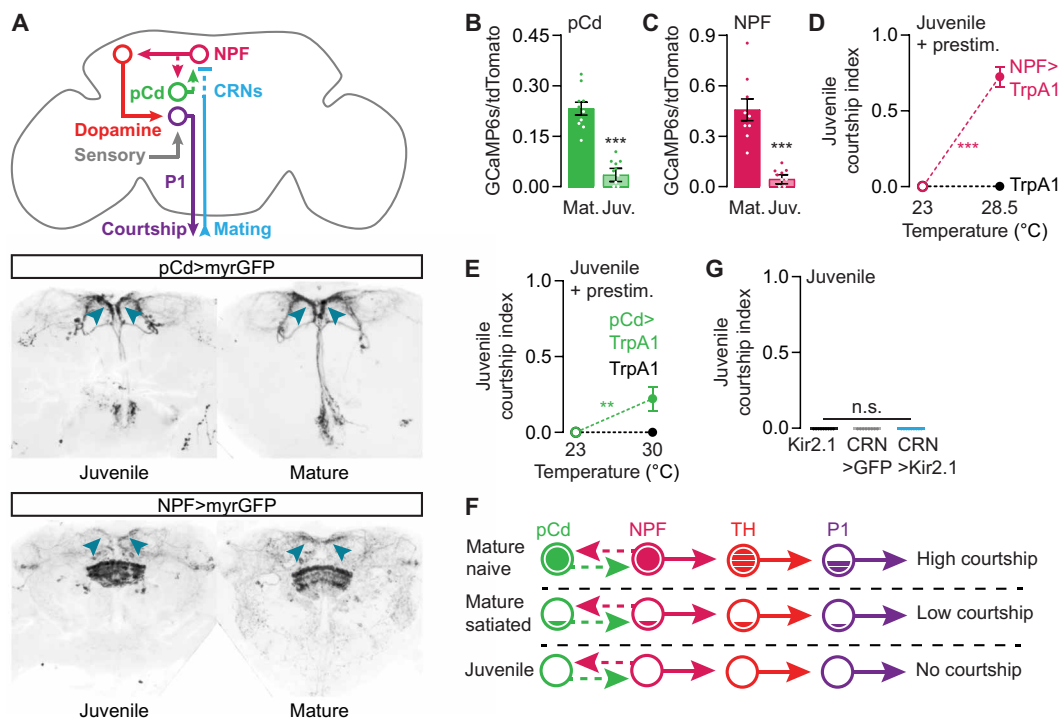 A
NPF
pCd
CRNs
Dopamine
Sensory
P1
Courtship
Mating
pCd>myrGFP
Juvenile
Mature
NPF>myrGFP
Juvenile
Mature
B
pCd
GCaMP6s/tdTomato
0.45
0.30
0.15
0.0
***
Mat. Juv.
C
NPF
GCaMP6s/tdTomato
0.9
0.6
0.3
0.0
***
Mat. Juv.
D
Juvenile
+ prestim.
Juvenile
courtship index
1.0
0.5
0.0
NPF>
TrpA1
***
TrpA1
23
28.5
Temperature (°C)
E
Juvenile
+ prestim.
Juvenile
courtship index
1.0
0.5
0.0
pCd>
TrpA1
TrpA1
**
23
30
Temperature (°C)
G
Juvenile
Juvenile
courtship index
1.0
0.5
0.0
n.s.
Kir2.1 CRN CRN
>GFP >Kir2.1
F
pCd NPF TH P1
Mature
naive
High courtship
Mature
satiated
Low courtship
Juvenile
No courtship